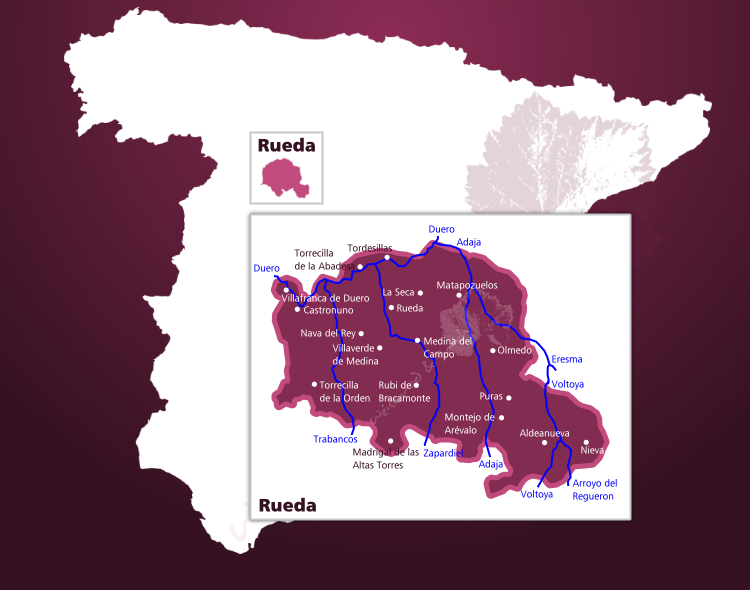 Rueda
Duero
Adaja
Tordesillas
Torrecilla
de la Abadesa
Duero
Matapozuelos
La Seca
Villafranca de Duero
Castronuno
Rueda
Nava del Rey
Medina del
Campo
Villaverde
de Medina
Olmedo
Eresma
Torrecilla
de la Orden
Rubi de
Bracamonte
Voltoya
Puras
Montejo de
Arévalo
Aldeanueva
Trabancos
Nieva
Madrigal de las
Altas Torres
Zapardiel
Adaja
Voltoya
Arroyo del
Regueron
Rueda